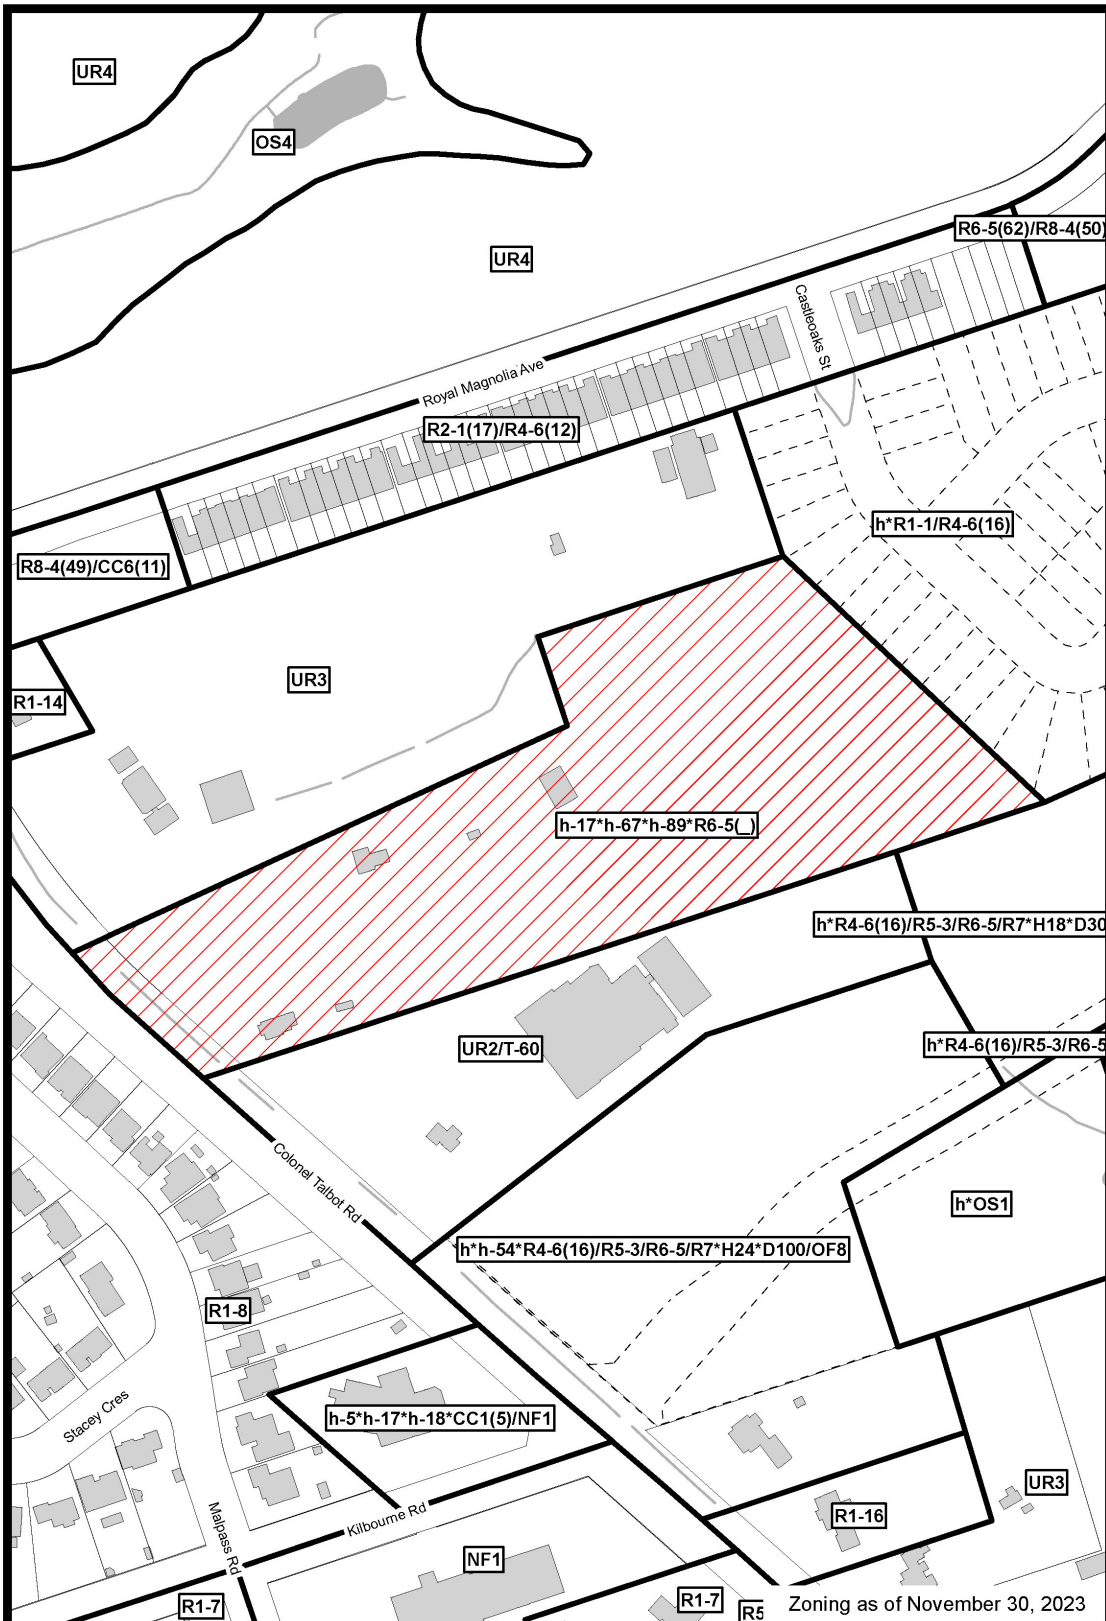 UR4
OS4
R6-5(62)/R8-4(50)
UR4
Castleoaks St
Royal Magnolia Ave
R2-1(17)/R4-6(12)
h*R1-1/R4-6(16)
R8-4(49)/CC6(11)
UR3
R1-14
h-17*h-67*h-89*R6-5(_)
h*R4-6(16)/R5-3/R6-5/R7*H18*D30
UR2/T-60
h*R4-6(16)/R5-3/R6-5
Colonel Talbot Rd
h*OS1
h*h-54*R4-6(16)/R5-3/R6-5/R7*H24*D100/OF8
R1-8
Stacey Cres
h-5*h-17*h-18*CC1(5)/NF1
UR3
Malpass Rd
Kilbourne Rd
R1-16
NF1
R1-7
R1-7
R5
Zoning as of November 30, 2023